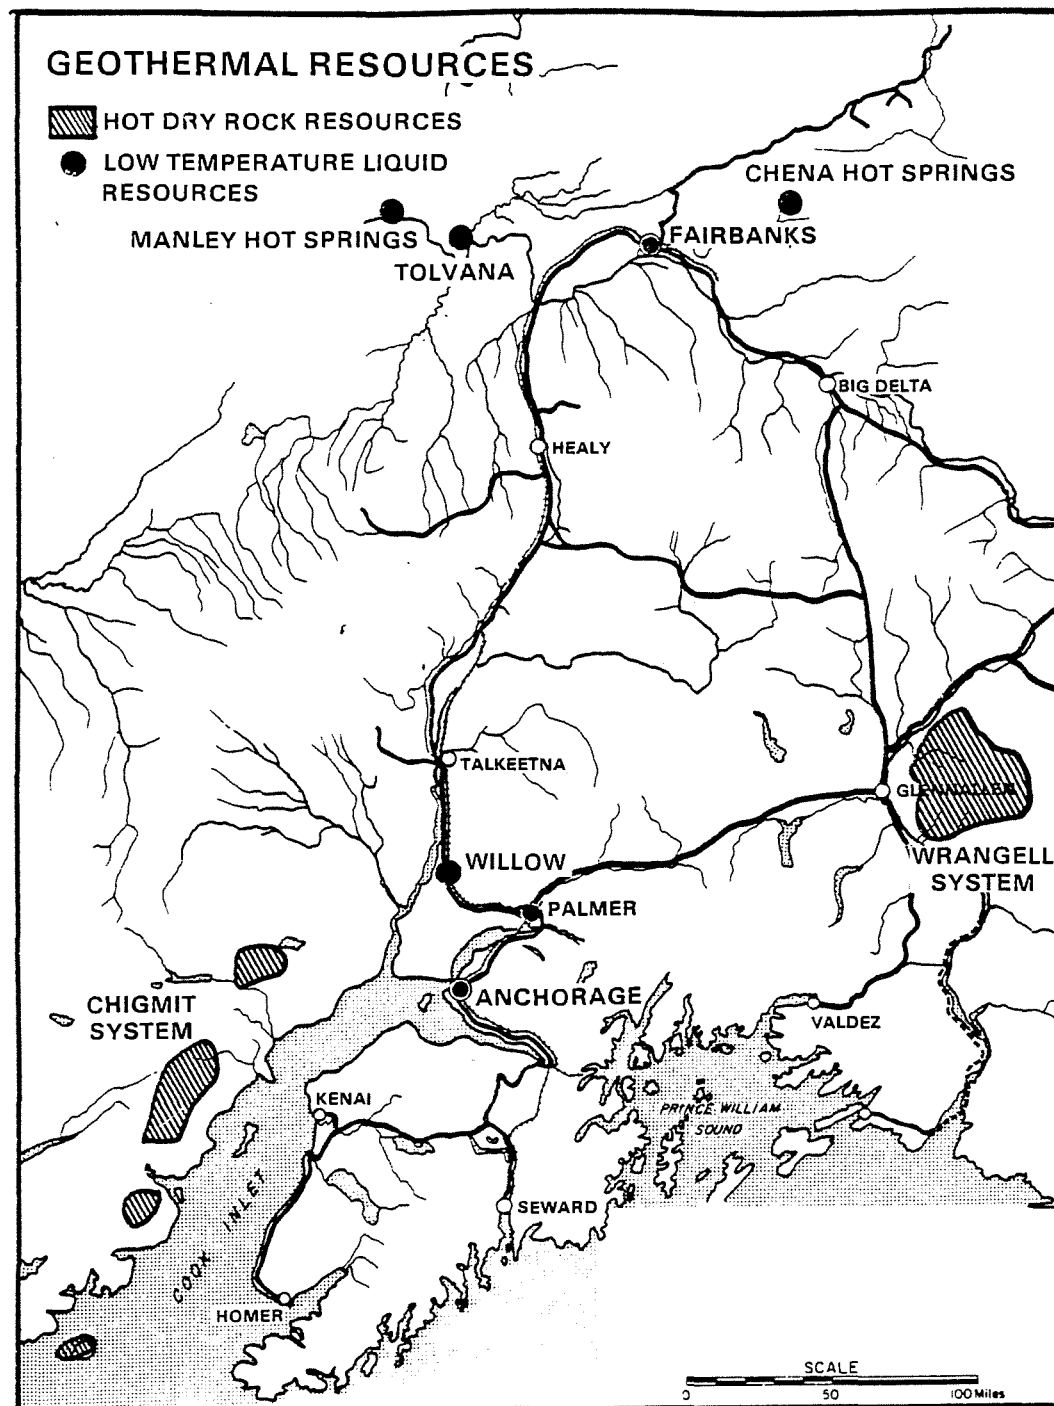 GEOTHERMAL RESOURCES
HOT DRY ROCK RESOURCES
LOW TEMPERATURE LIQUID
RESOURCES
CHENA HOT SPRINGS
MANLEY HOT SPRINGS
FAIRBANKS
TOLVANA
BIG DELTA
HEALY
TALKEETNA
GLENNALLEN
WILLOW
WRANGELL
SYSTEM
PALMER
CHIGMIT
SYSTEM
ANCHORAGE
VALDEZ
KENAI
PRINCE WILLIAM
SOUND
SEWARD
COOK INLET
HOMER
SCALE
0 50 100 Miles